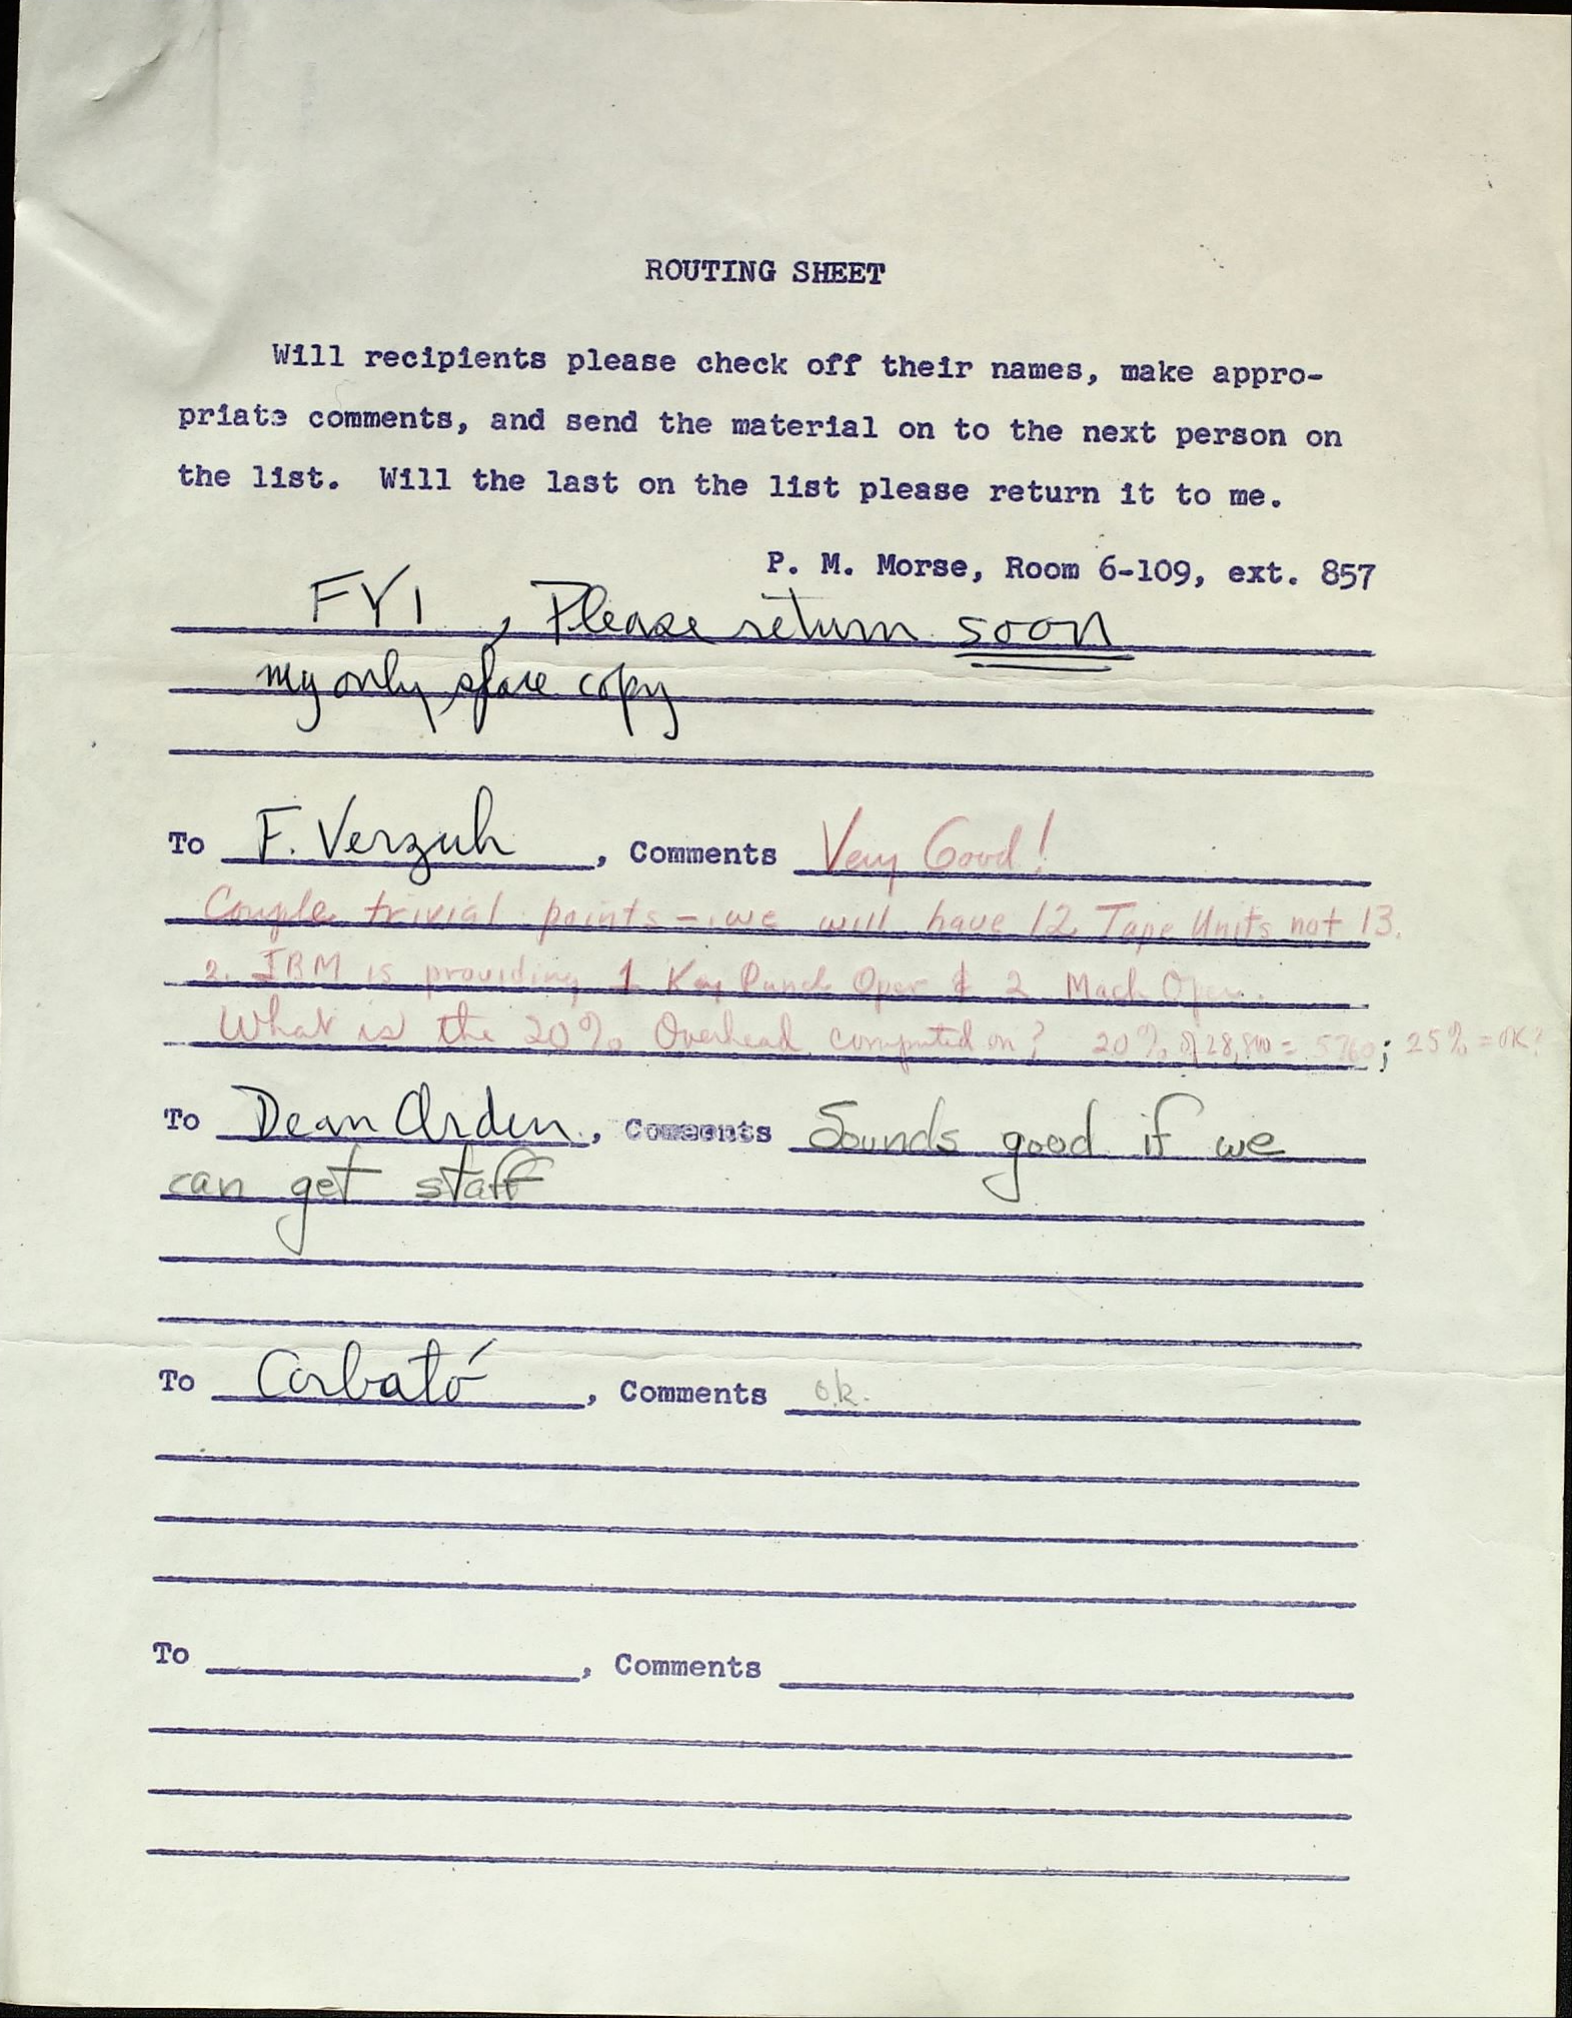 ROUTING SHEET
Will recipients please check off their names, make appro-
priate comments, and send the material on to the next person on
the list. Will the last on the list please return it to me.
P. M. Morse, Room 6-109, ext. 857
FYI, Please return soon
my only spare copy
To F. Verzuh, Comments Very Good!
Couple trivial points - we will have 12 Tape Units not 13.
2. IBM is providing 1 Key Punch Oper & 2 Mach Oper.
What is the 20% Overhead computed on? 20% of 28,800 = 5760; 25% = OK?
To Dean Arden, Comments Sounds good if we
can get staff
To Corbató, Comments o.k.
To , Comments